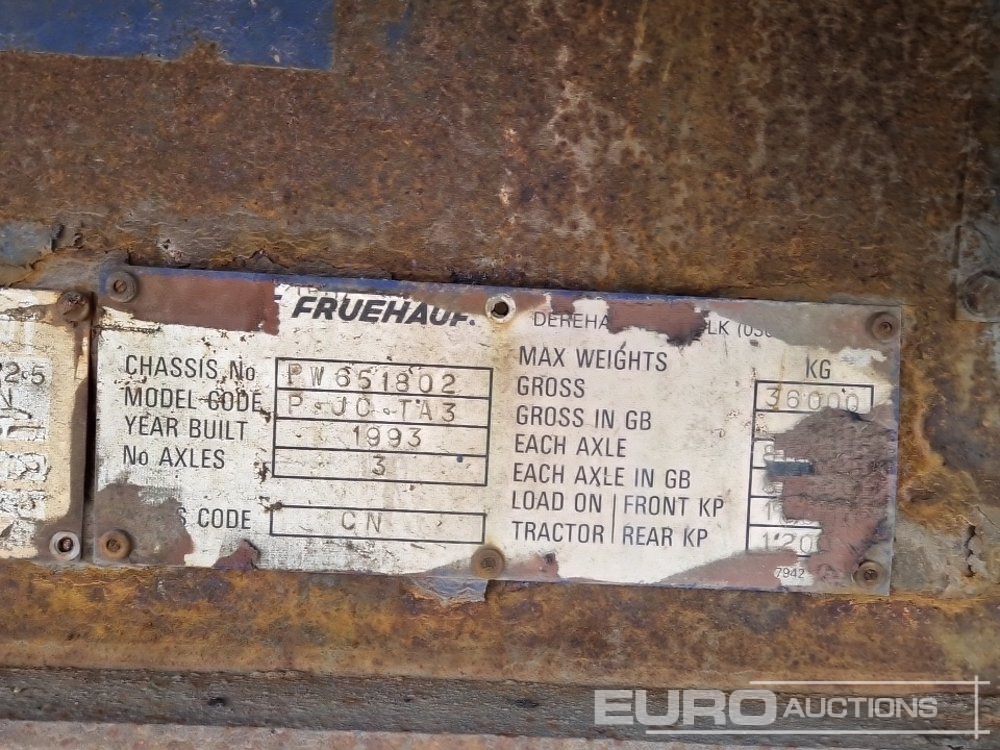 FRUEHAUF.
CHASSIS No PW651802
MODEL CODE P-JC-TA3
YEAR BUILT 1993
No AXLES 3
CODE CN
MAX WEIGHTS KG
GROSS 36000
GROSS IN GB
EACH AXLE
EACH AXLE IN GB
LOAD ON FRONT KP
TRACTOR REAR KP
7942
EURO AUCTIONS